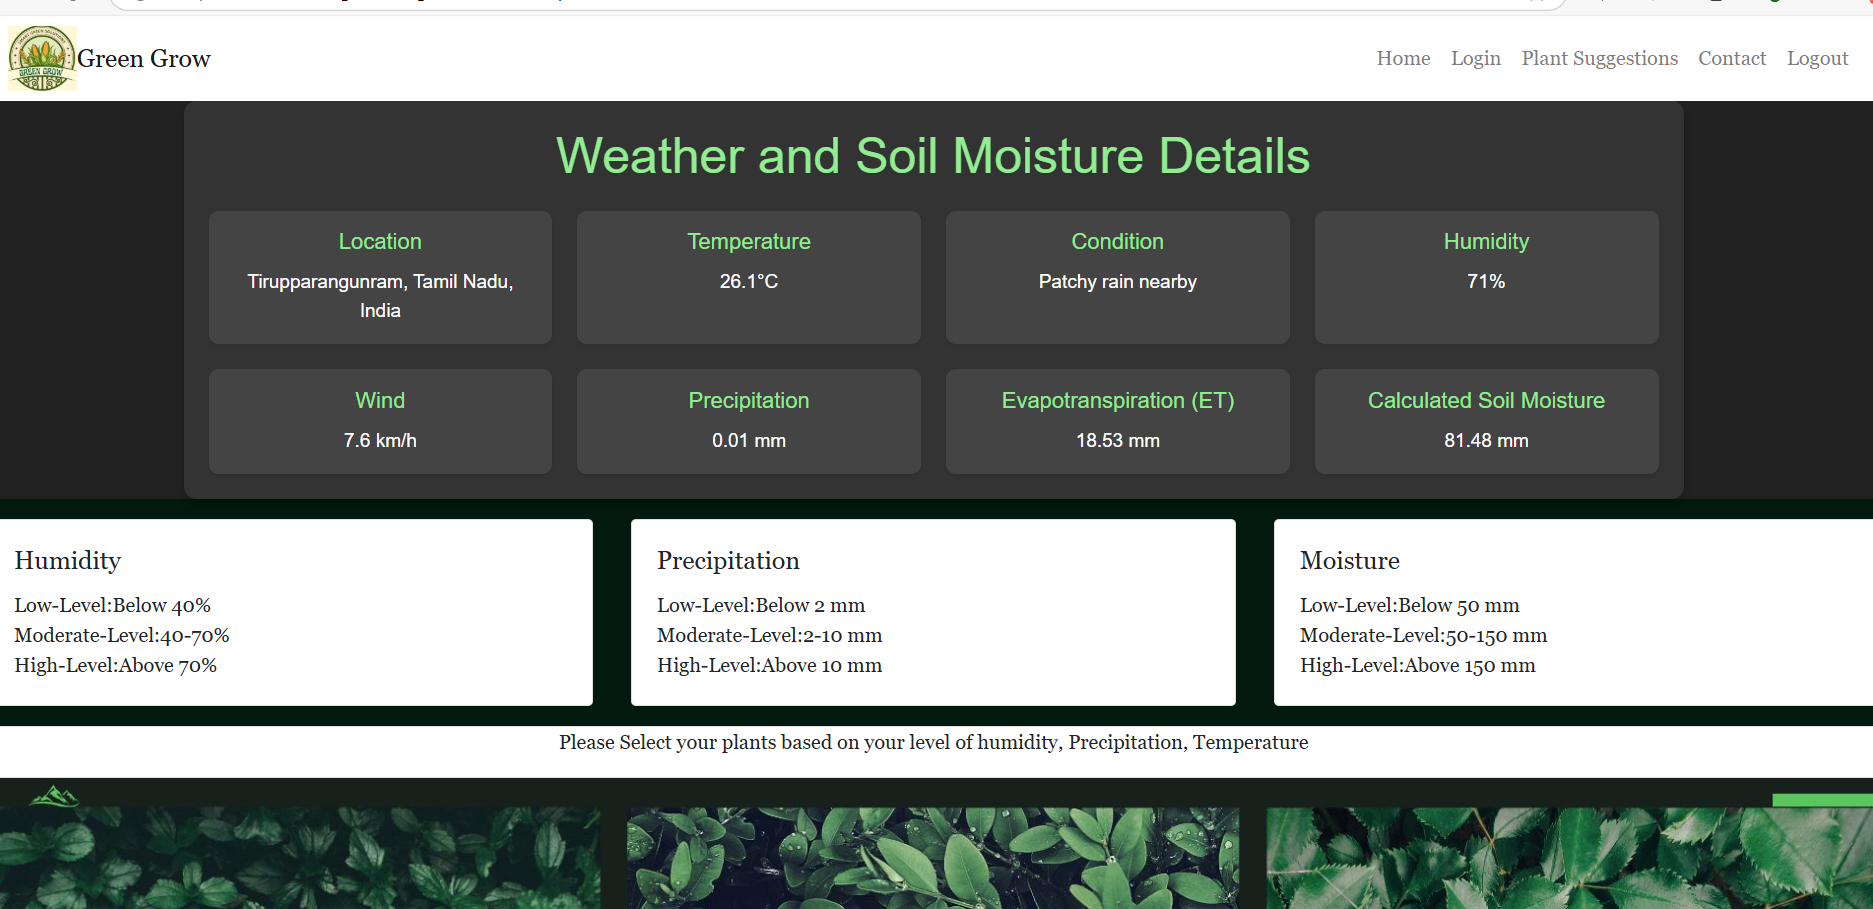 GREEN GROW
Green Grow
Home Login Plant Suggestions Contact Logout
Weather and Soil Moisture Details
Location
Tirupparangunram, Tamil Nadu,
India
Temperature
26.1°C
Condition
Patchy rain nearby
Humidity
71%
Wind
7.6 km/h
Precipitation
0.01 mm
Evapotranspiration (ET)
18.53 mm
Calculated Soil Moisture
81.48 mm
Humidity
Low-Level:Below 40%
Moderate-Level:40-70%
High-Level:Above 70%
Precipitation
Low-Level:Below 2 mm
Moderate-Level:2-10 mm
High-Level:Above 10 mm
Moisture
Low-Level:Below 50 mm
Moderate-Level:50-150 mm
High-Level:Above 150 mm
Please Select your plants based on your level of humidity, Precipitation, Temperature